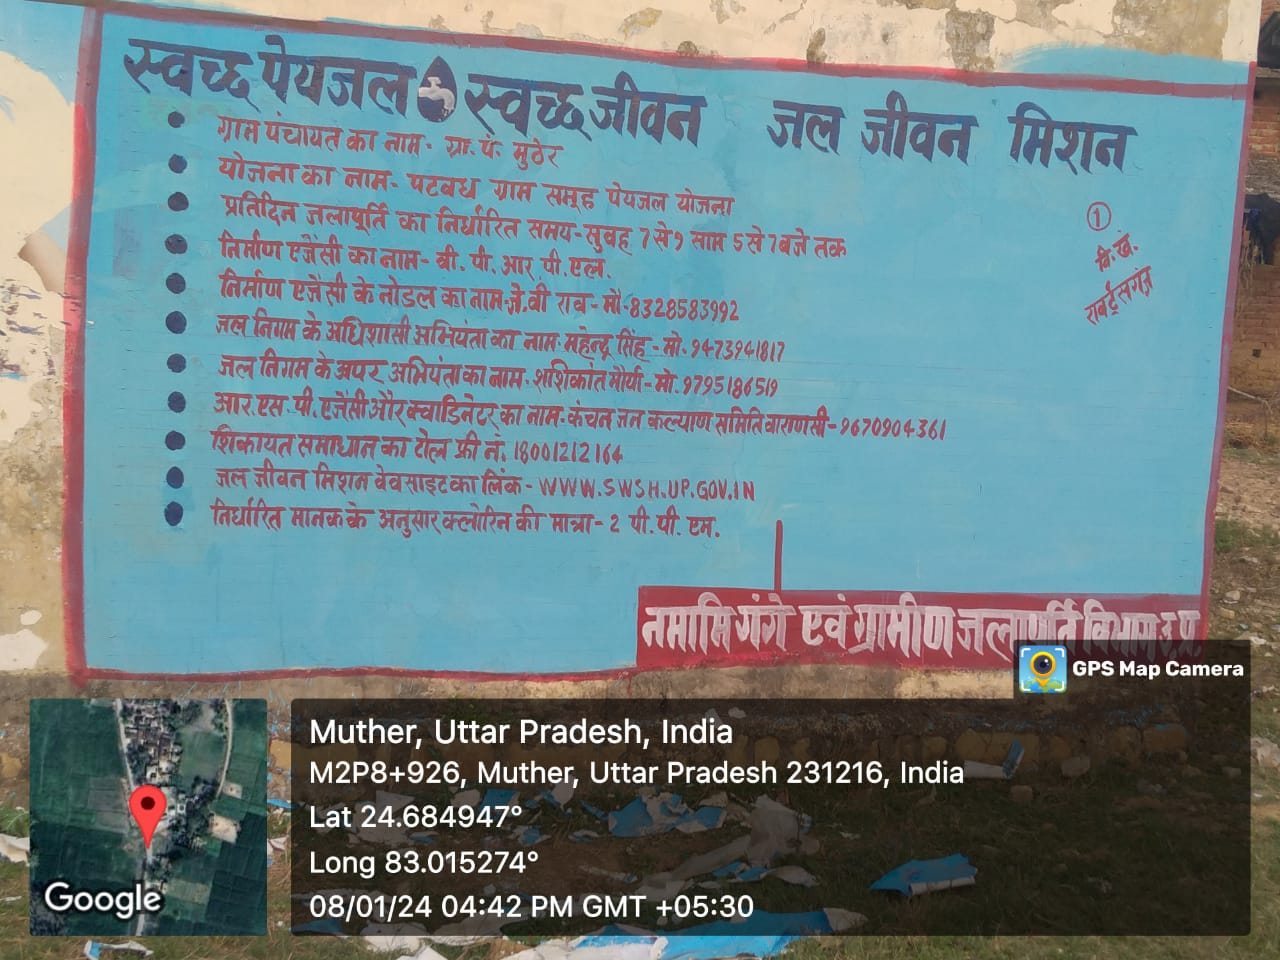 स्वच्छ पेयजल स्वच्छ जीवन जल जीवन मिशन
ग्राम पंचायत का नाम- ग्रा.पं. मुठेर
योजना का नाम- पटवध ग्राम समूह पेयजल योजना
प्रतिदिन जलापूर्ति का निर्धारित समय-सुबह 7 से 9 साम 5 से 7 बजे तक
निर्माण एजेंसी का नाम- बी. पी. आर. पी. एल.
निर्माण एजेंसी के नोडल का नाम-जे.वी राव-मो-8328583992
जल निगम के अधिशासी अभियंता का नाम-महेन्द्र सिंह-मो.9473941817
जल निगम के अपर अभियंता का नाम-शशिकांत मौर्या-मो.9795186519
आर.एस.पी.एजेंसी और क्वाडिनेटर का नाम-कंचन जन कल्याण समिति वाराणसी-9670904361
शिकायत समाधान का टोल फ्री नं. 18001212164
जल जीवन मिशन वेवसाइट का लिंक-WWW.SWSH.UP.GOV.IN
निर्धारित मानक के अनुसार क्लोरिन की मात्रा-2 पी.पी.एम.
1
वि.खं.
राबर्ट्सगंज
नमामि गंगे एवं ग्रामीण जलापूर्ति विभाग उ.प्र.
GPS Map Camera
Muther, Uttar Pradesh, India
M2P8+926, Muther, Uttar Pradesh 231216, India
Lat 24.684947°
Long 83.015274°
08/01/24 04:42 PM GMT +05:30
Google